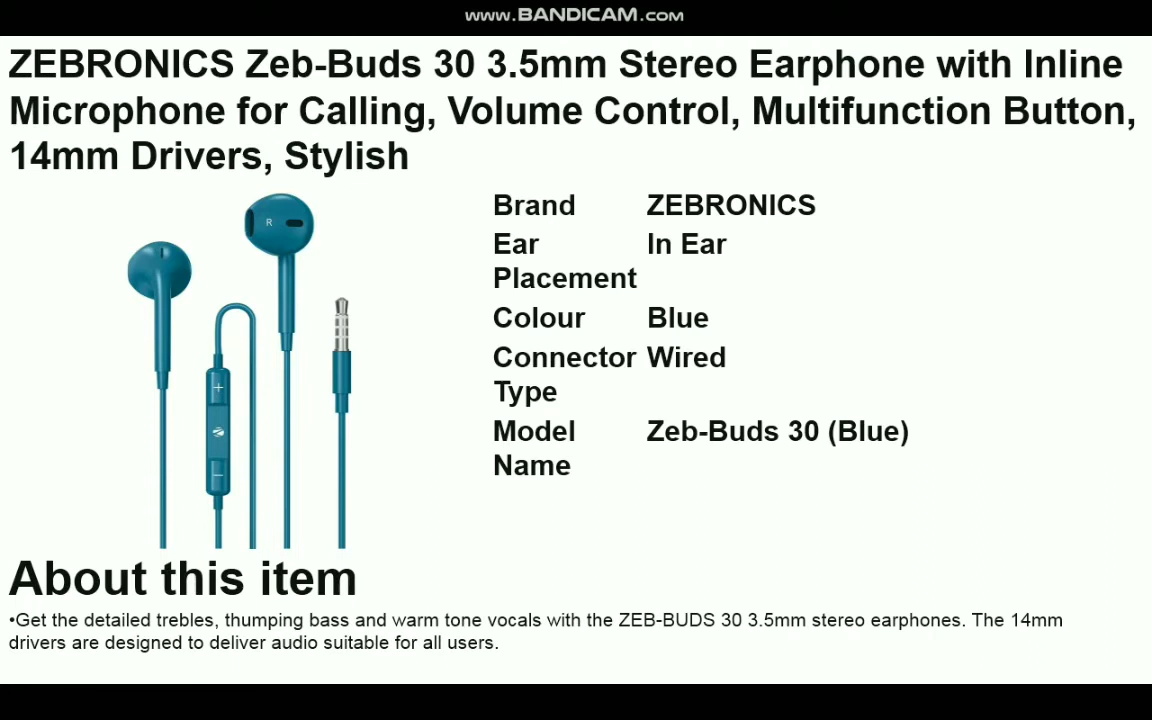 www.BANDICAM.com
ZEBRONICS Zeb-Buds 30 3.5mm Stereo Earphone with Inline
Microphone for Calling, Volume Control, Multifunction Button,
14mm Drivers, Stylish
R
+
−
Brand ZEBRONICS
Ear In Ear
Placement
Colour Blue
Connector Wired
Type
Model Zeb-Buds 30 (Blue)
Name
About this item
•Get the detailed trebles, thumping bass and warm tone vocals with the ZEB-BUDS 30 3.5mm stereo earphones. The 14mm
drivers are designed to deliver audio suitable for all users.